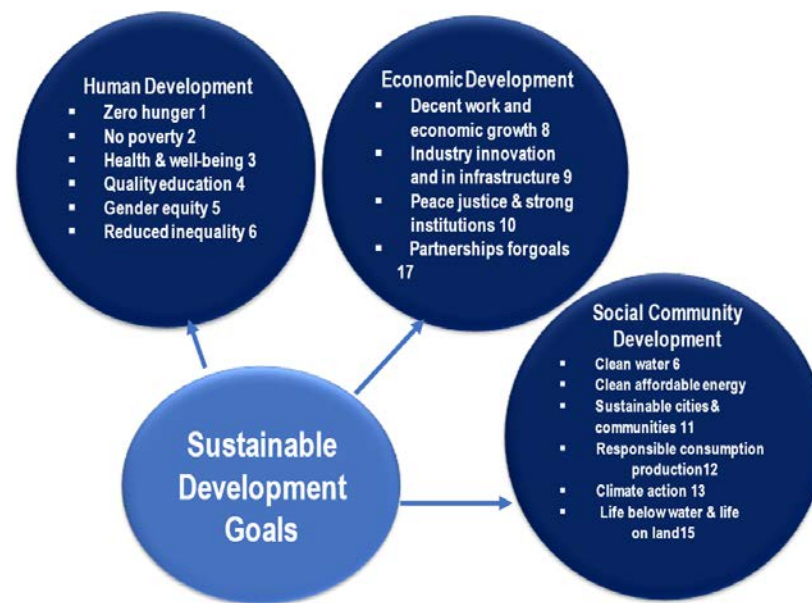 Human Development
▪ Zero hunger 1
▪ No poverty 2
▪ Health & well-being 3
▪ Quality education 4
▪ Gender equity 5
▪ Reduced inequality 6
Economic Development
▪ Decent work and
economic growth 8
▪ Industry innovation
and in infrastructure 9
▪ Peace justice & strong
institutions 10
▪ Partnerships forgoals
17
Social Community
Development
▪ Clean water 6
▪ Clean affordable energy
▪ Sustainable cities &
communities 11
▪ Responsible consumption
production12
▪ Climate action 13
▪ Life below water & life
on land15
Sustainable
Development
Goals